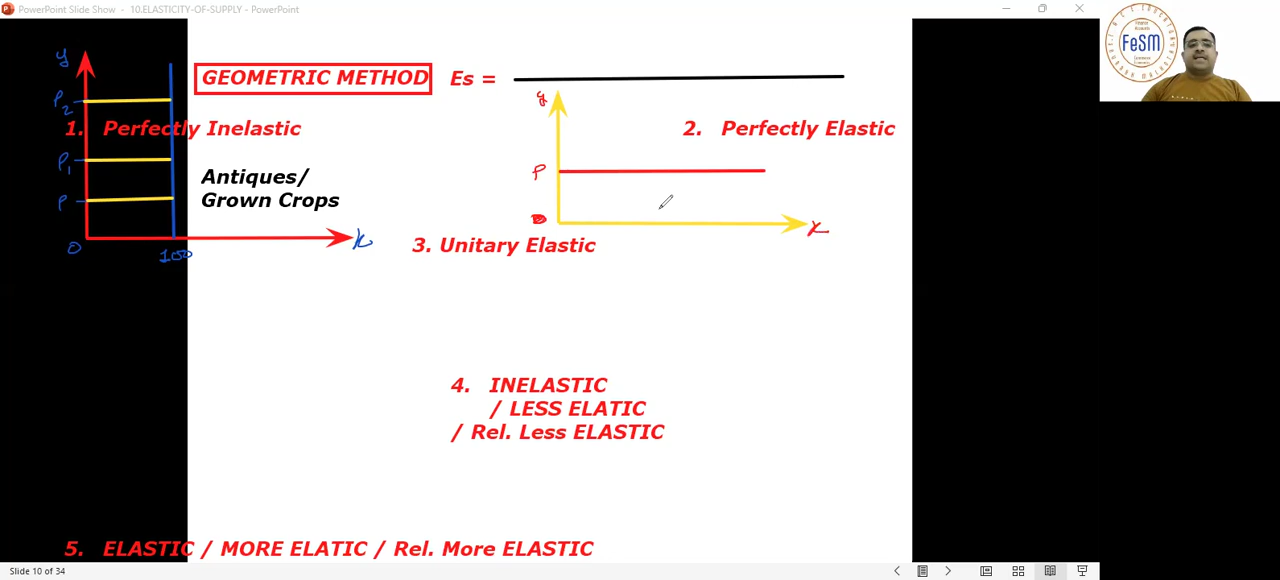 PowerPoint Slide Show - 10.ELASTICITY-OF-SUPPLY - PowerPoint
FeSM
GEOMETRIC METHOD Es =
y
P2
1. Perfectly Inelastic
P1
Antiques/
Grown Crops
P
0
100
x
y
2. Perfectly Elastic
P
x
3. Unitary Elastic
4. INELASTIC
/ LESS ELATIC
/ Rel. Less ELASTIC
5. ELASTIC / MORE ELATIC / Rel. More ELASTIC
Slide 10 of 34